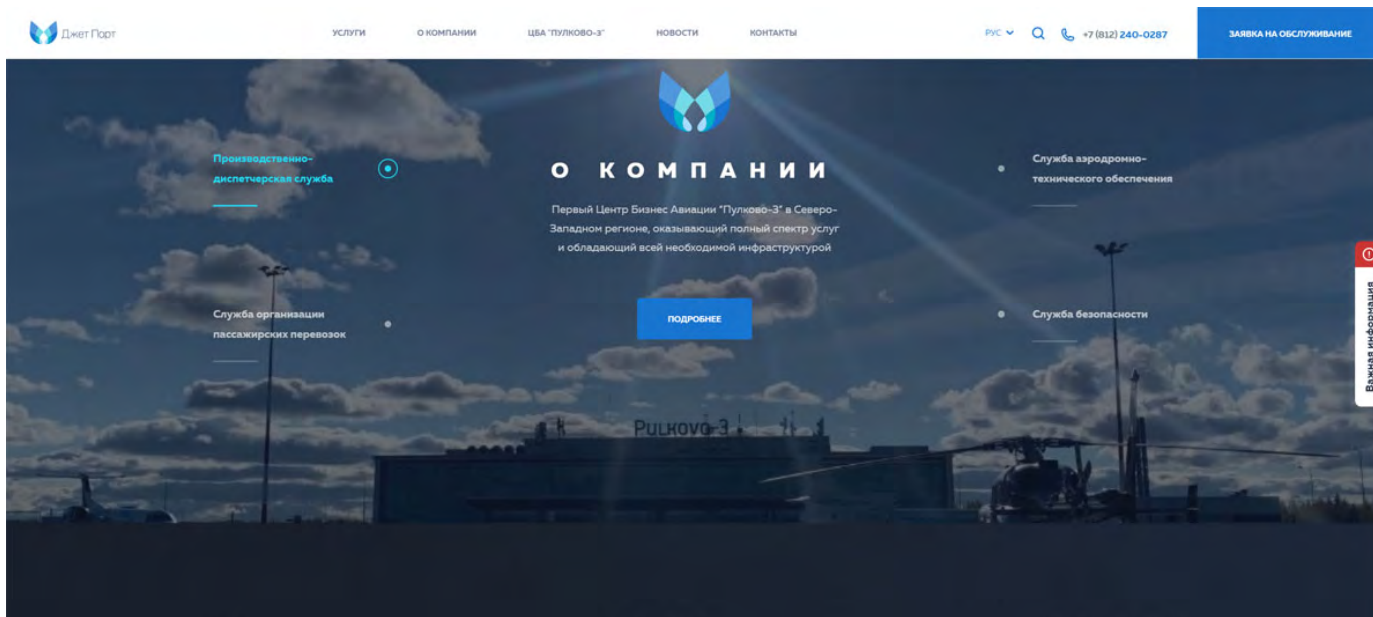 Джет Порт
УСЛУГИ
О КОМПАНИИ
ЦБА "ПУЛКОВО-3"
НОВОСТИ
КОНТАКТЫ
РУС
+7 (812) 240-0287
ЗАЯВКА НА ОБСЛУЖИВАНИЕ
Производственно-
диспетчерская служба
О КОМПАНИИ
Служба аэродромно-
технического обеспечения
Первый Центр Бизнес Авиации "Пулково-3" в Северо-
Западном регионе, оказывающий полный спектр услуг
и обладающий всей необходимой инфраструктурой
Служба организации
пассажирских перевозок
ПОДРОБНЕЕ
Служба безопасности
Важная информация
PULKOVO-3